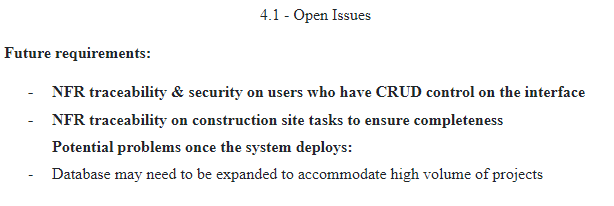 4.1 - Open Issues
Future requirements:
- NFR traceability & security on users who have CRUD control on the interface
- NFR traceability on construction site tasks to ensure completeness
Potential problems once the system deploys:
- Database may need to be expanded to accommodate high volume of projects